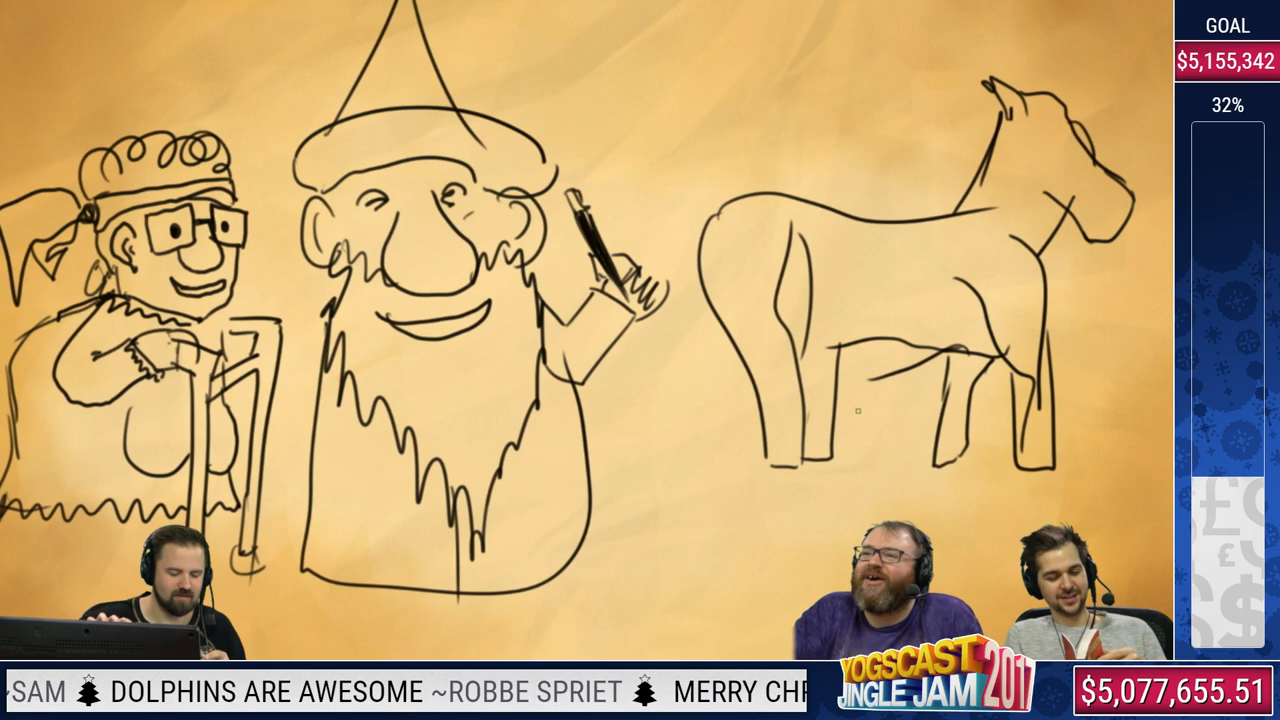 GOAL
$5,155,342
32%
~SAM DOLPHINS ARE AWESOME ~ROBBE SPRIET MERRY CHR
YOGSCAST
JINGLE JAM 2017
$5,077,655.51